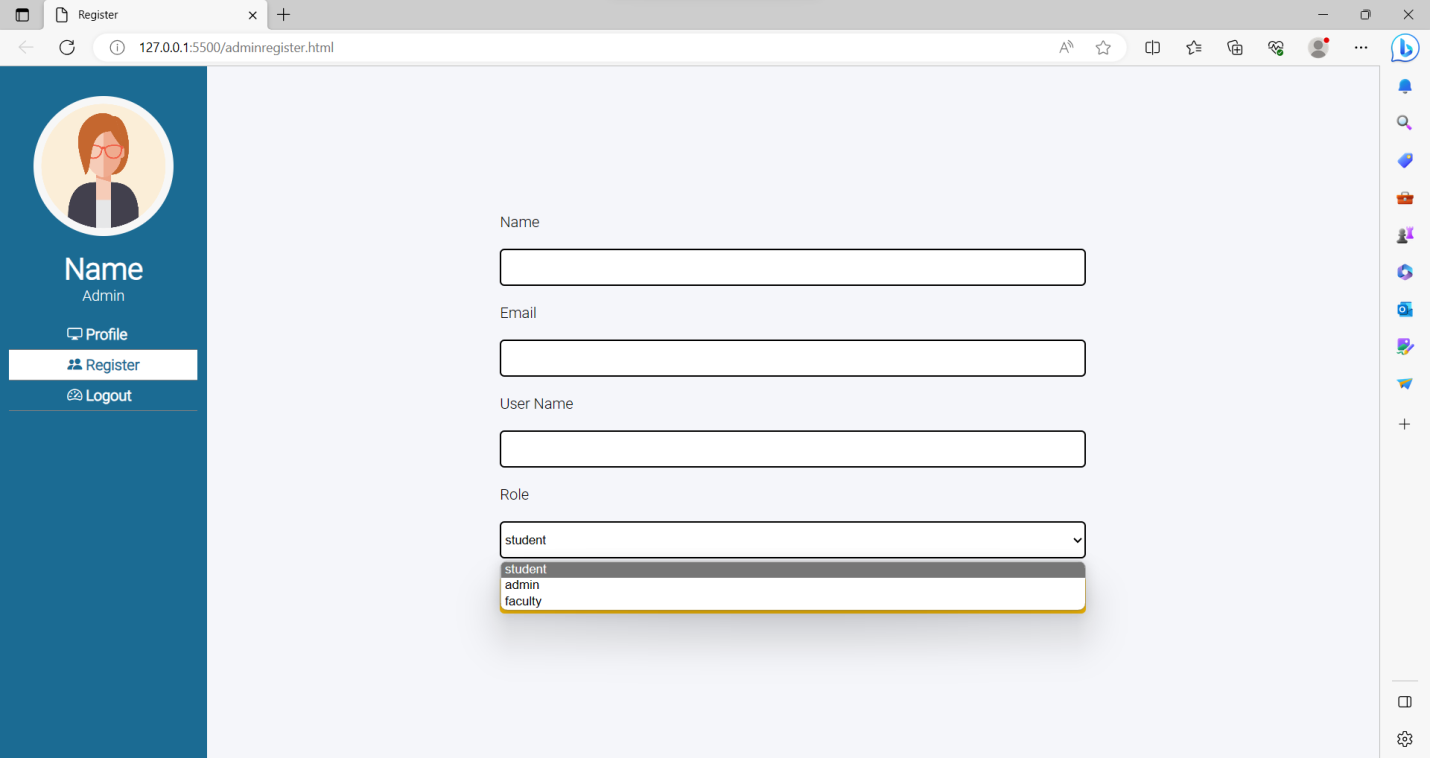 Register
127.0.0.1:5500/adminregister.html
Name
Admin
Profile
Register
Logout
Name
Email
User Name
Role
student
student
admin
faculty